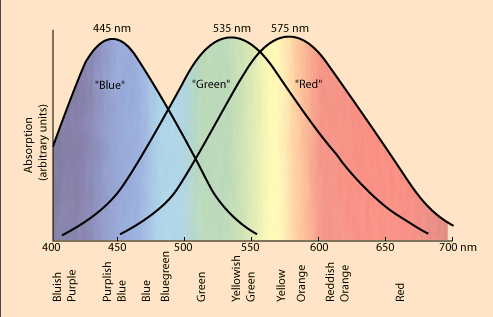 445 nm
535 nm
575 nm
"Blue"
"Green"
"Red"
Absorption
(arbitrary units)
400
450
500
550
600
650
700 nm
Bluish
Purple
Purplish
Blue
Blue
Bluegreen
Green
Yellowish
Green
Yellow
Orange
Reddish
Orange
Red